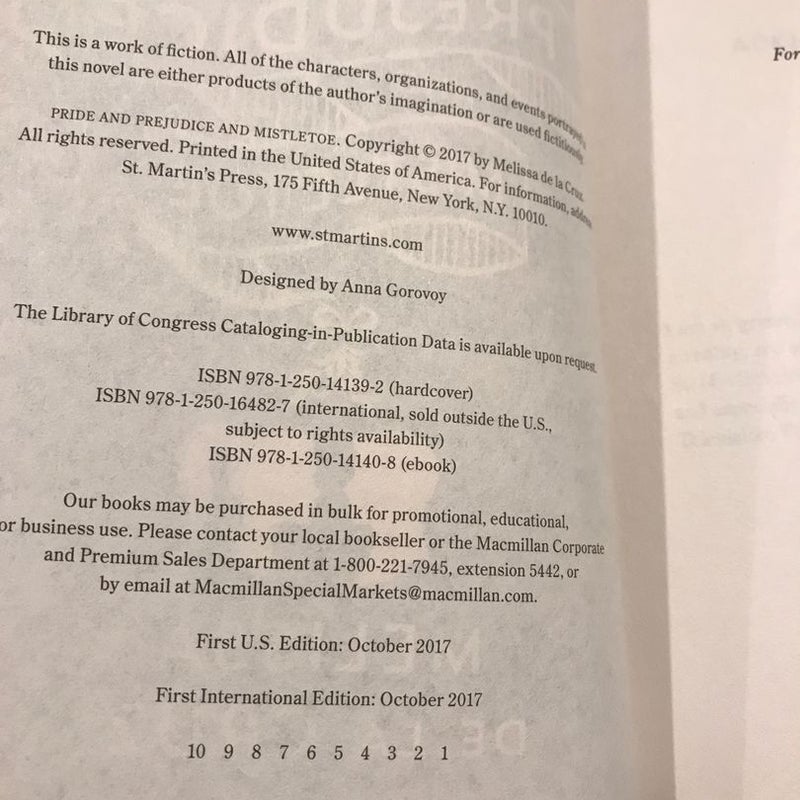 This is a work of fiction. All of the characters, organizations, and events portrayed
this novel are either products of the author's imagination or are used fictitiously.
PRIDE AND PREJUDICE AND MISTLETOE. Copyright © 2017 by Melissa de la Cruz
All rights reserved. Printed in the United States of America. For information, address
St. Martin's Press, 175 Fifth Avenue, New York, N.Y. 10010.
www.stmartins.com
Designed by Anna Gorovoy
The Library of Congress Cataloging-in-Publication Data is available upon request.
ISBN 978-1-250-14139-2 (hardcover)
ISBN 978-1-250-16482-7 (international, sold outside the U.S.,
subject to rights availability)
ISBN 978-1-250-14140-8 (ebook)
Our books may be purchased in bulk for promotional, educational,
or business use. Please contact your local bookseller or the Macmillan Corporate
and Premium Sales Department at 1-800-221-7945, extension 5442, or
by email at MacmillanSpecialMarkets@macmillan.com.
First U.S. Edition: October 2017
First International Edition: October 2017
10 9 8 7 6 5 4 3 2 1
For